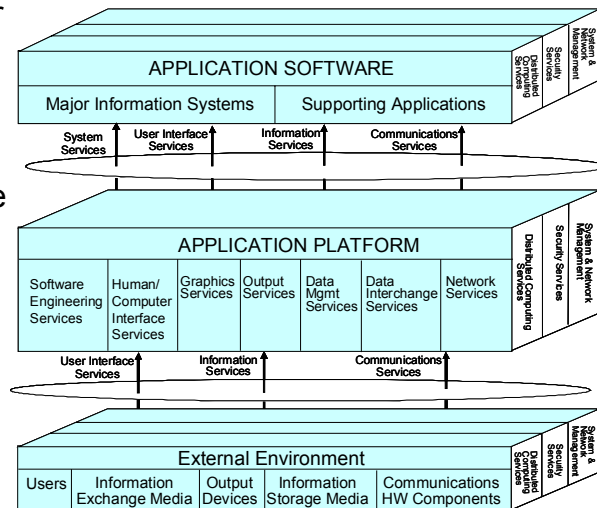 r
APPLICATION SOFTWARE
Major Information Systems
Supporting Applications
Distributed
Computing
Services
Security
Services
System &
Network
Management
System
Services
User Interface
Services
Information
Services
Communications
Services
e
APPLICATION PLATFORM
Software
Engineering
Services
Human/
Computer
Interface
Services
Graphics
Services
Output
Services
Data
Mgmt
Services
Data
Interchange
Services
Network
Services
Distributed Computing
Services
Security Services
System & Network
Management
User Interface
Services
Information
Services
Communications
Services
External Environment
Users
Information
Exchange Media
Output
Devices
Information
Storage Media
Communications
HW Components
Distributed
Computing
Services
Security
Services
System &
Network
Management